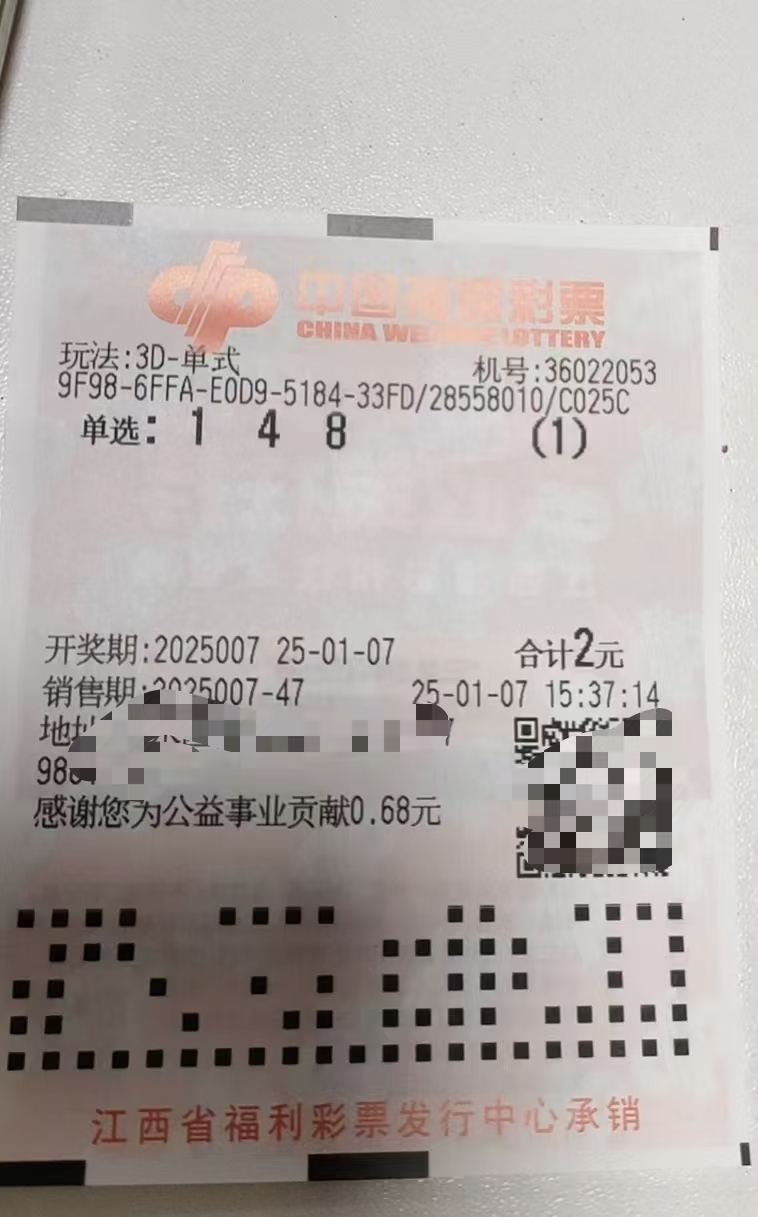 中国福利彩票
CHINA WELFARE LOTTERY
玩法:3D-单式 机号:36022053
9F98-6FFA-E0D9-5184-33FD/28558010/C025C
单选: 1 4 8 (1)
开奖期:2025007 25-01-07 合计2元
销售期:2025007-47 25-01-07 15:37:14
地址
感谢您为公益事业贡献0.68元
江西省福利彩票发行中心承销